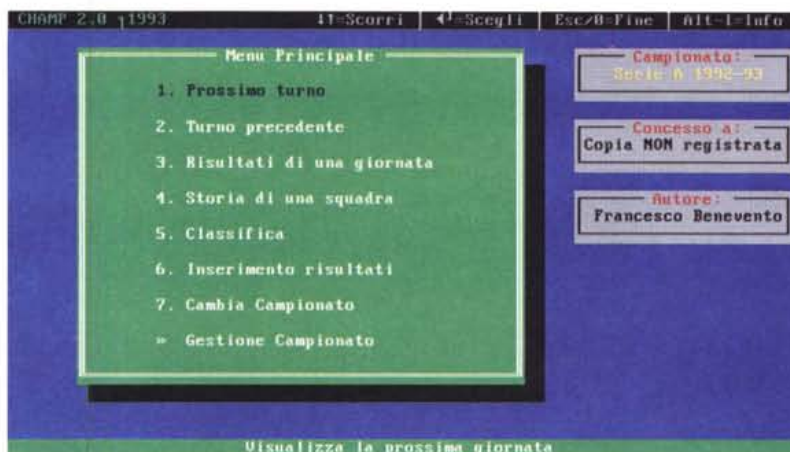 CHAMP 2.0 ┐1993 ↓↑=Scorri │ ◄┘=Scegli │ Esc/0=Fine │ Alt-I=Info
Menu Principale
1. Prossimo turno
2. Turno precedente
3. Risultati di una giornata
4. Storia di una squadra
5. Classifica
6. Inserimento risultati
7. Cambia Campionato
» Gestione Campionato
Campionato:
Serie A 1992-93
Concesso a:
Copia NON registrata
Autore:
Francesco Benevento
Visualizza la prossima giornata